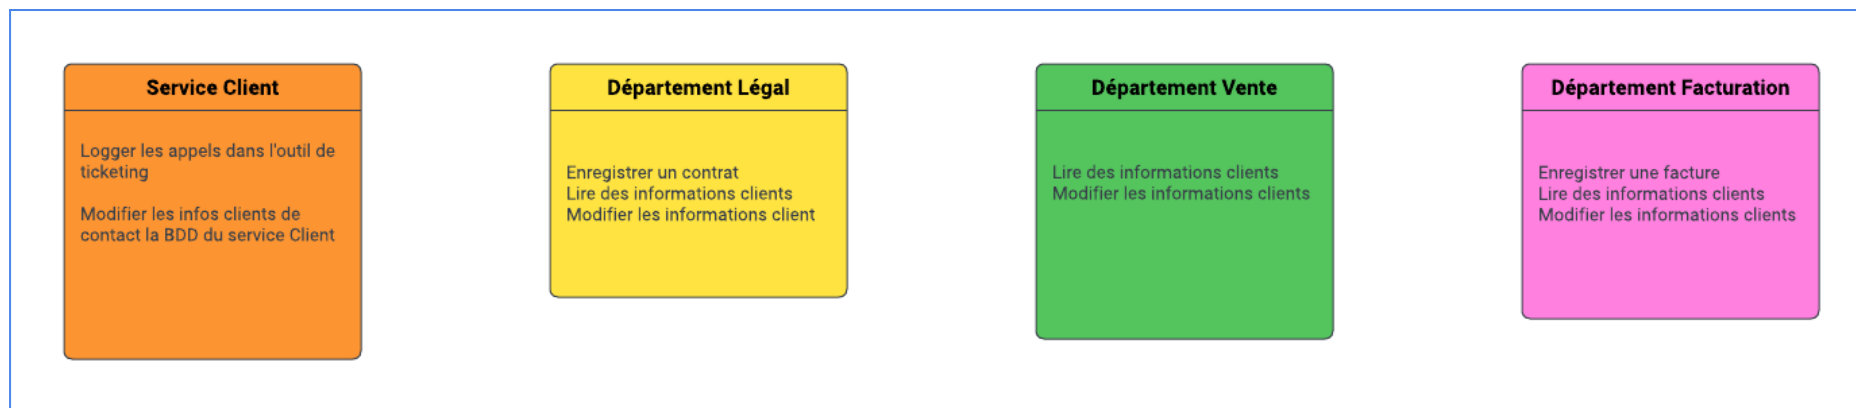 Service Client
Logger les appels dans l'outil de
ticketing
Modifier les infos clients de
contact la BDD du service Client
Département Légal
Enregistrer un contrat
Lire des informations clients
Modifier les informations client
Département Vente
Lire des informations clients
Modifier les informations clients
Département Facturation
Enregistrer une facture
Lire des informations clients
Modifier les informations clients